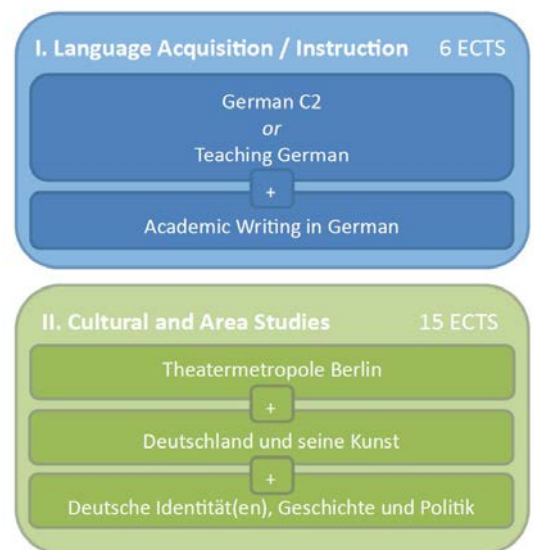 I. Language Acquisition / Instruction 6 ECTS
German C2
or
Teaching German
+
Academic Writing in German
II. Cultural and Area Studies 15 ECTS
Theatermetropole Berlin
+
Deutschland und seine Kunst
+
Deutsche Identität(en), Geschichte und Politik